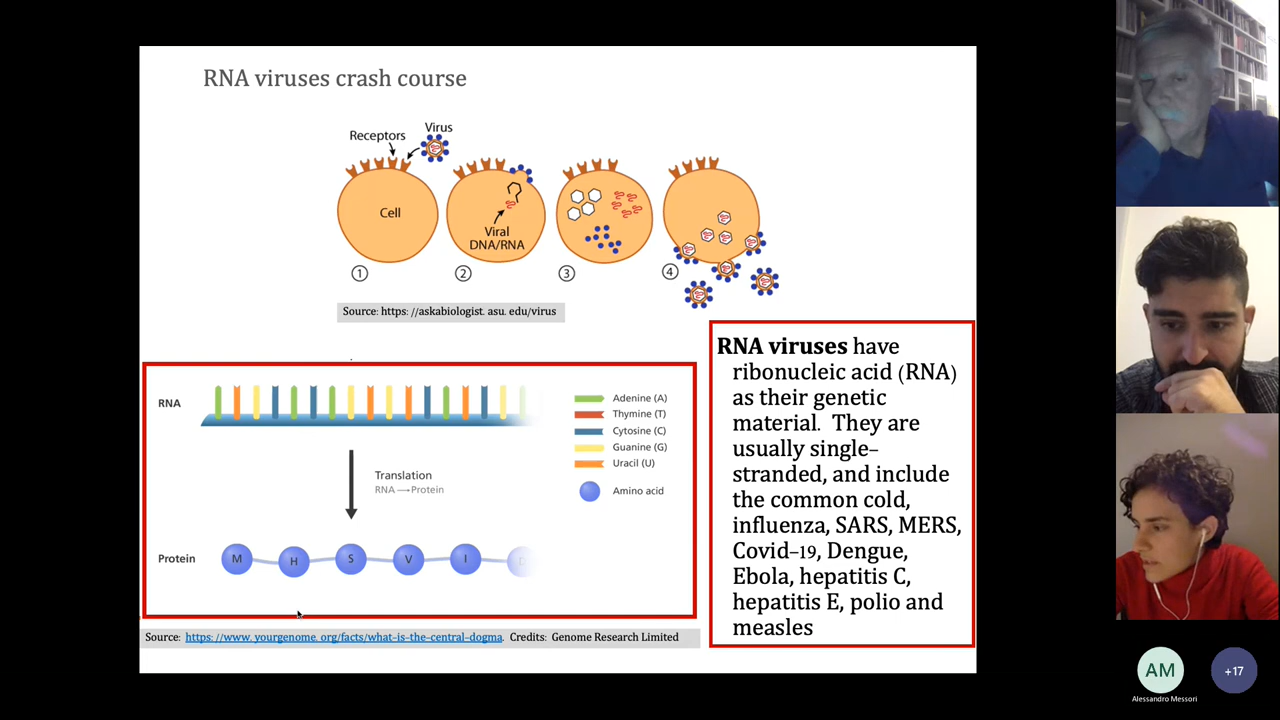 RNA viruses crash course
Virus
Receptors
Cell
Viral
DNA/RNA
1
2
3
4
Source: https: //askabiologist. asu. edu/virus
RNA
Adenine (A)
Thymine (T)
Cytosine (C)
Guanine (G)
Uracil (U)
Amino acid
Translation
RNA → Protein
Protein
M H S V I
Source: https: //www. yourgenome. org/facts/what-is-the-central-dogma. Credits: Genome Research Limited
RNA viruses have
ribonucleic acid (RNA)
as their genetic
material. They are
usually single-
stranded, and include
the common cold,
influenza, SARS, MERS,
Covid-19, Dengue,
Ebola, hepatitis C,
hepatitis E, polio and
measles
AM
+17
Alessandro Messori